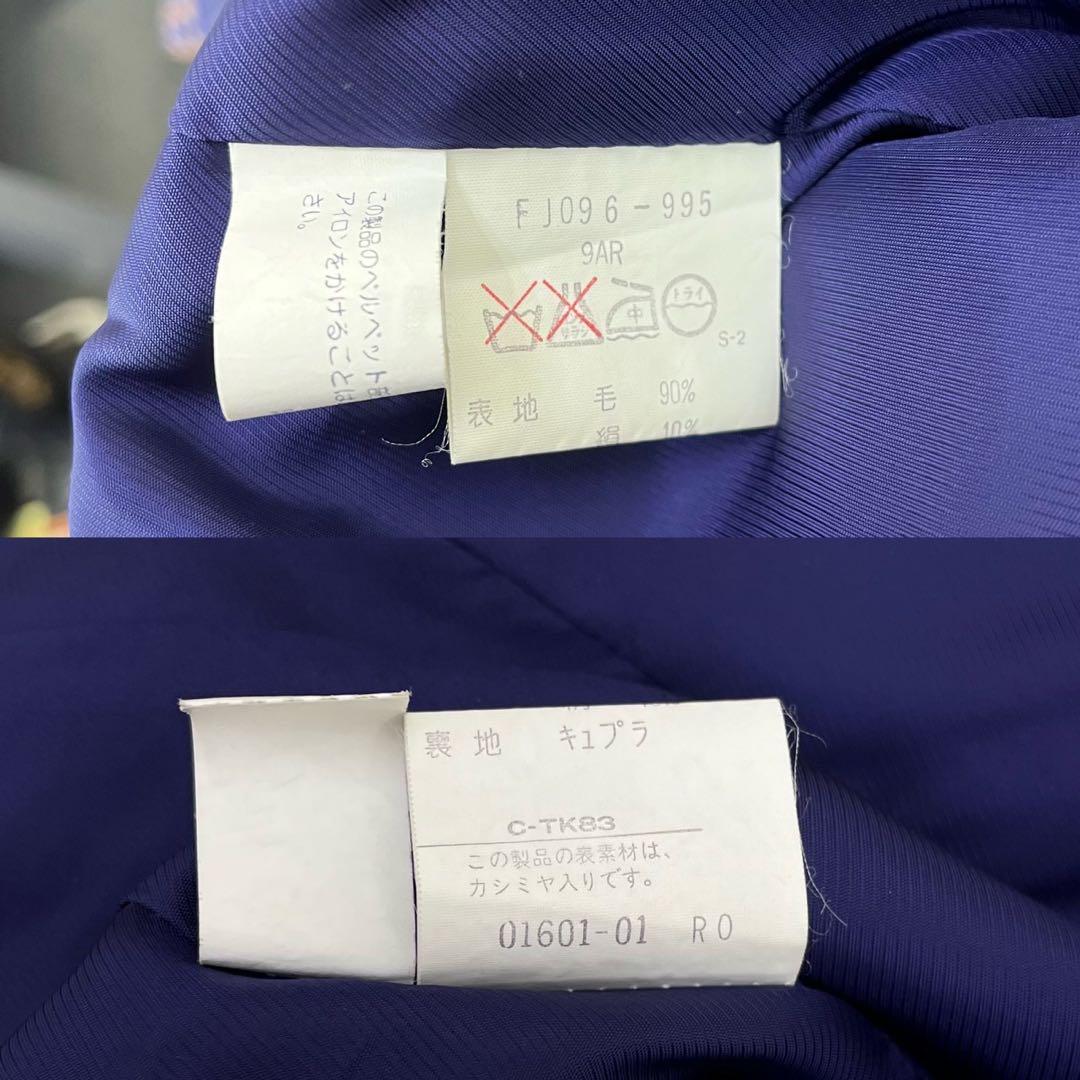 この製品のベルベット
アイロンをかけることは
さい。
FJ096-995
9AR
サラシ
中
ドライ
S-2
表地 毛 90%
絹 10%
裏地 キュプラ
C-TK83
この製品の表素材は、
カシミヤ入りです。
01601-01 R0